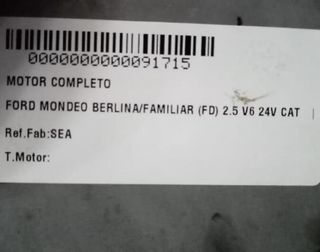 0000000000091715
MOTOR COMPLETO
FORD MONDEO BERLINA/FAMILIAR (FD) 2.5 V6 24V CAT |
Ref.Fab:SEA
T.Motor: